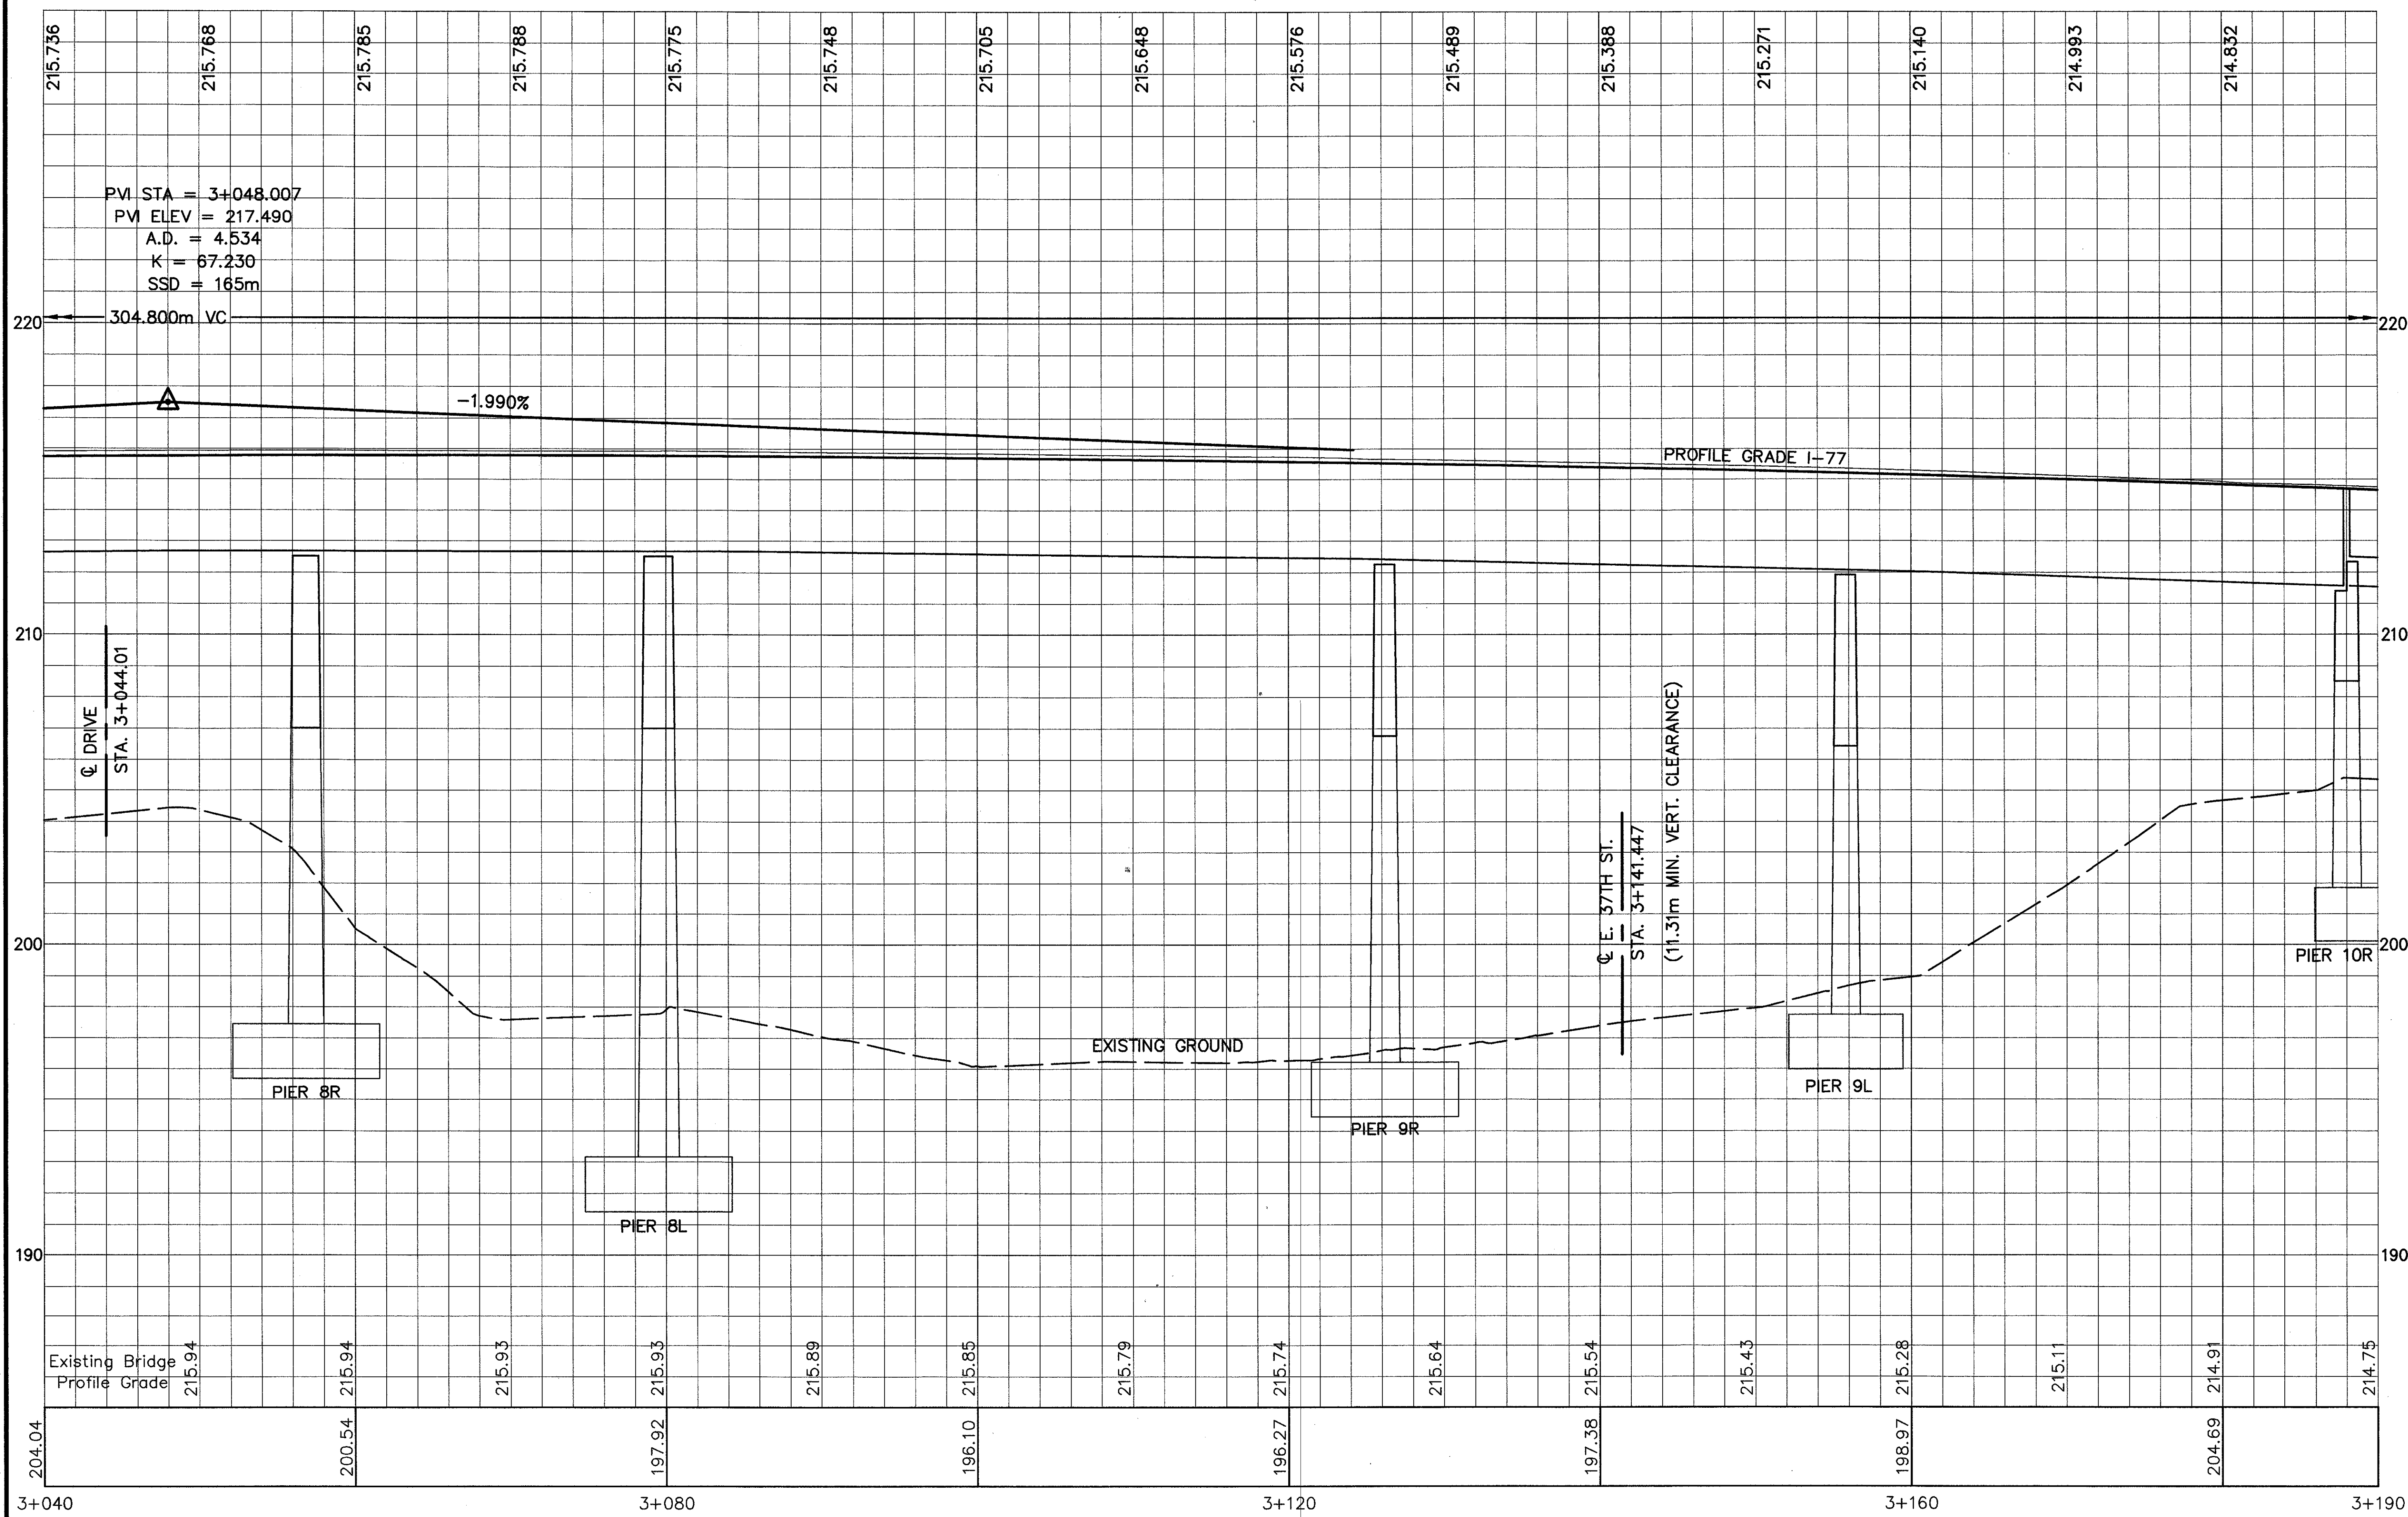 215.736 215.768 215.785 215.788 215.775 215.748 215.705 215.648 215.576 215.489 215.388 215.271 215.140 214.993 214.832
PVI STA = 3+048.007
PVI ELEV = 217.490
A.D. = 4.534
K = 67.230
SSD = 165m
304.800m VC
220 220
-1.990%
PROFILE GRADE I-77
210 210
℄ DRIVE
STA. 3+044.01
℄ E. 37TH ST.
STA. 3+141.447
(11.31m MIN. VERT. CLEARANCE)
200 200
PIER 10R
EXISTING GROUND
PIER 8R
PIER 9L
PIER 9R
PIER 8L
190 190
Existing Bridge
Profile Grade
215.94 215.94 215.93 215.93 215.89 215.85 215.79 215.74 215.64 215.54 215.43 215.28 215.11 214.91 214.75
204.04 200.54 197.92 196.10 196.27 197.38 198.97 204.69
3+040 3+080 3+120 3+160 3+190